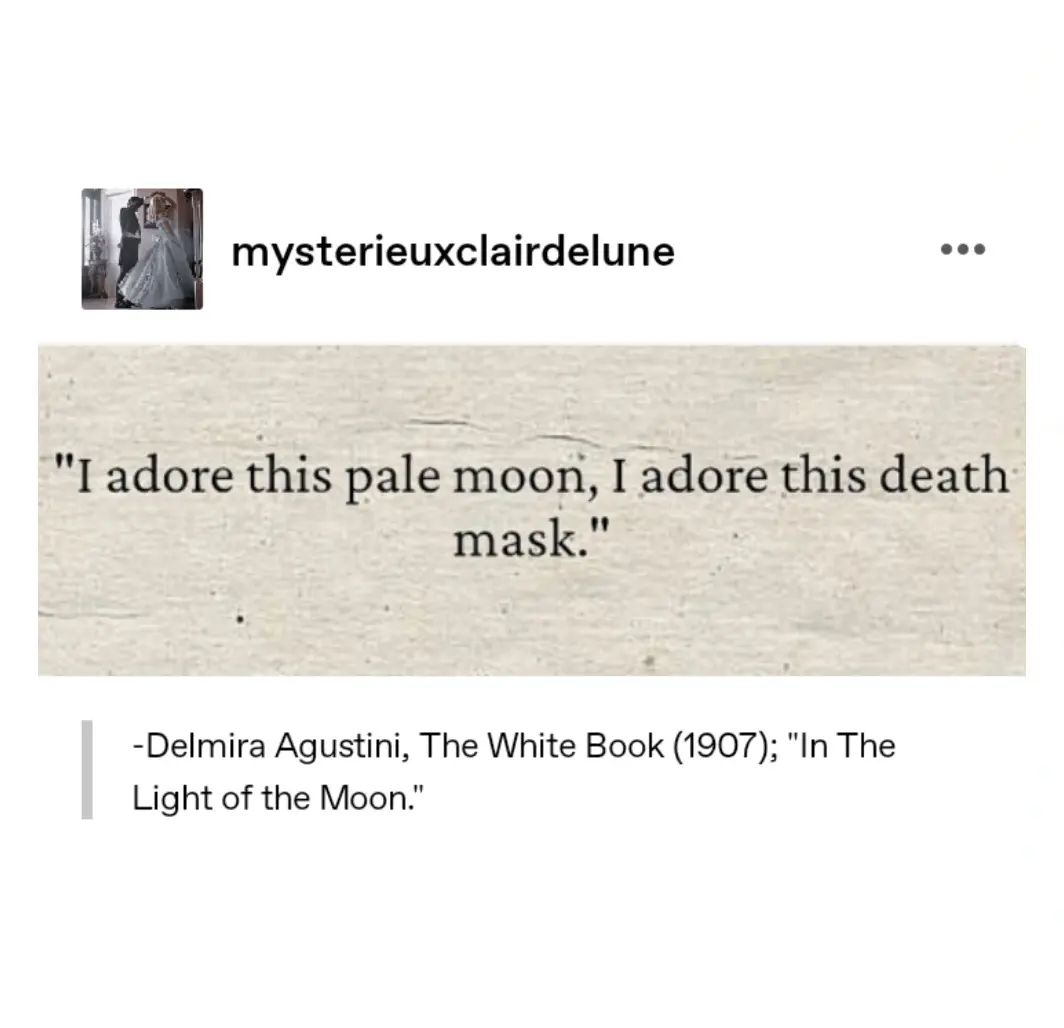 mysterieuxclairdelune
"I adore this pale moon, I adore this death
mask."
-Delmira Agustini, The White Book (1907); "In The
Light of the Moon."